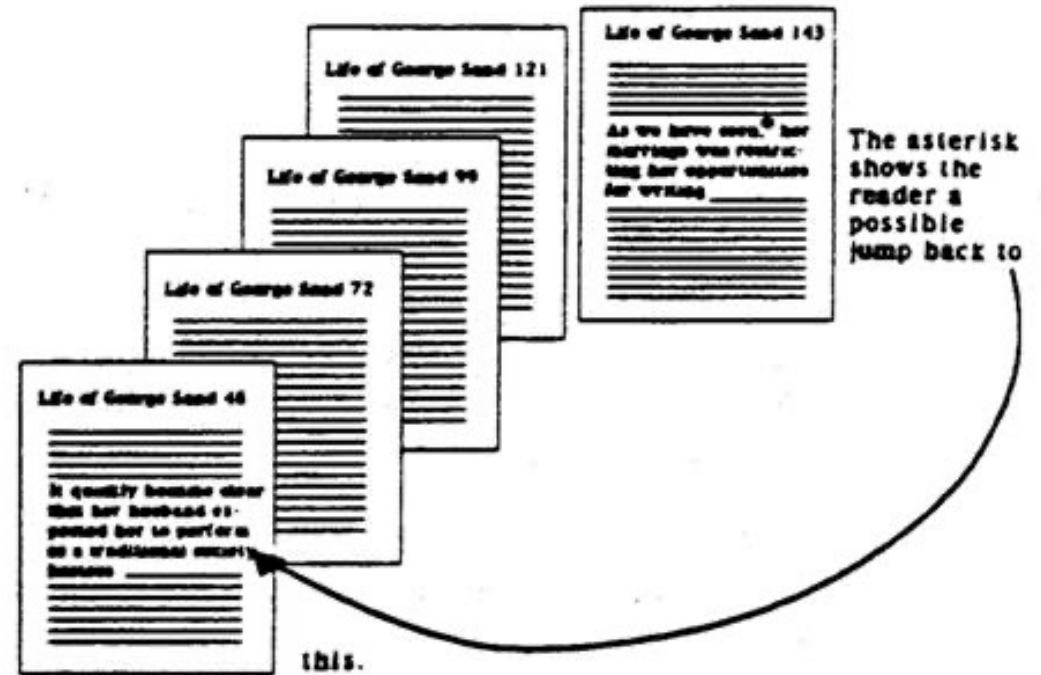 Life of George Sand 143
As we have seen,* her
marriage was restric-
ting her opportunities
for writing
The asterisk
shows the
reader a
possible
jump back to
Life of George Sand 121
Life of George Sand 99
Life of George Sand 72
Life of George Sand 48
It quickly became clear
that her husband ex-
pected her to perform
as a traditional society
hostess
this.